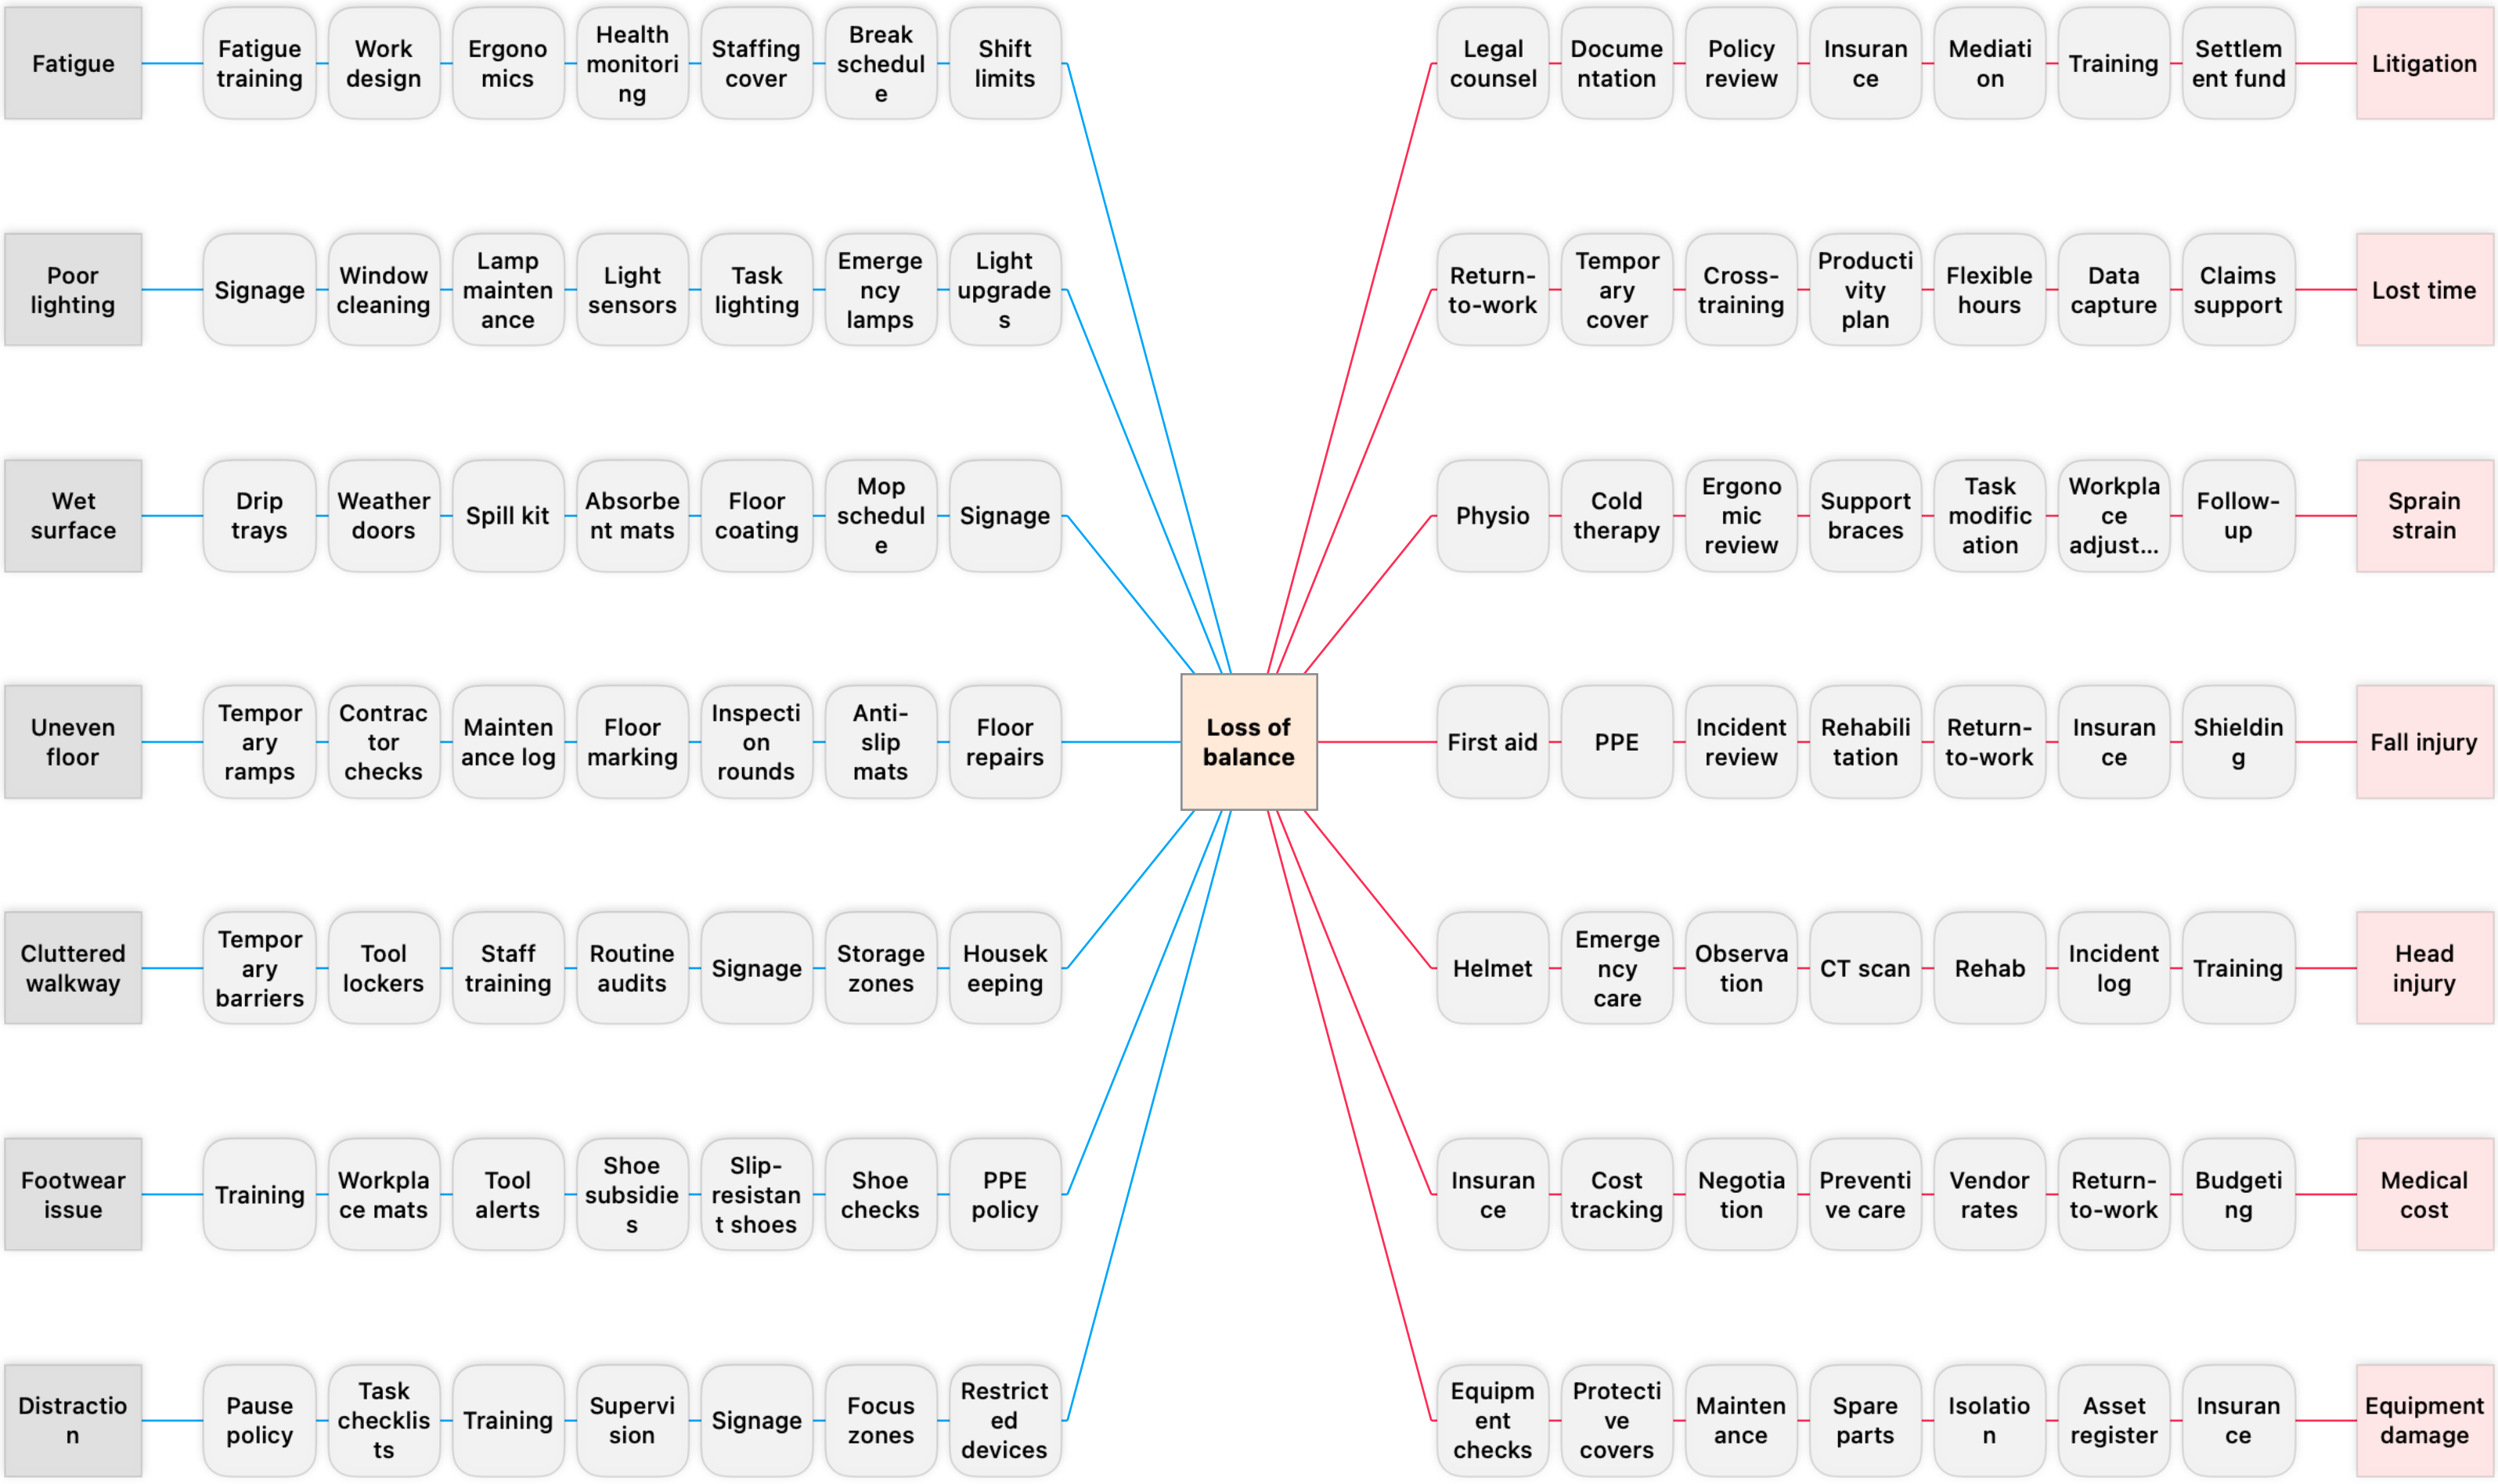 Fatigue
Fatigue
training
Work
design
Ergono
mics
Health
monitori
ng
Staffing
cover
Break
schedul
e
Shift
limits
Legal
counsel
Docume
ntation
Policy
review
Insuran
ce
Mediati
on
Training
Settlem
ent fund
Litigation
Poor
lighting
Signage
Window
cleaning
Lamp
mainten
ance
Light
sensors
Task
lighting
Emerge
ncy
lamps
Light
upgrade
s
Return-
to-work
Tempor
ary
cover
Cross-
training
Producti
vity
plan
Flexible
hours
Data
capture
Claims
support
Lost time
Wet
surface
Drip
trays
Weather
doors
Spill kit
Absorbe
nt mats
Floor
coating
Mop
schedul
e
Signage
Physio
Cold
therapy
Ergono
mic
review
Support
braces
Task
modific
ation
Workpla
ce
adjust...
Follow-
up
Sprain
strain
Uneven
floor
Tempor
ary
ramps
Contrac
tor
checks
Mainten
ance log
Floor
marking
Inspecti
on
rounds
Anti-
slip
mats
Floor
repairs
Loss of
balance
First aid
PPE
Incident
review
Rehabili
tation
Return-
to-work
Insuran
ce
Shieldin
g
Fall injury
Cluttered
walkway
Tempor
ary
barriers
Tool
lockers
Staff
training
Routine
audits
Signage
Storage
zones
Housek
eeping
Helmet
Emerge
ncy
care
Observa
tion
CT scan
Rehab
Incident
log
Training
Head
injury
Footwear
issue
Training
Workpla
ce mats
Tool
alerts
Shoe
subsidie
s
Slip-
resistan
t shoes
Shoe
checks
PPE
policy
Insuran
ce
Cost
tracking
Negotia
tion
Preventi
ve care
Vendor
rates
Return-
to-work
Budgeti
ng
Medical
cost
Distractio
n
Pause
policy
Task
checklis
ts
Training
Supervi
sion
Signage
Focus
zones
Restrict
ed
devices
Equipm
ent
checks
Protecti
ve
covers
Mainten
ance
Spare
parts
Isolatio
n
Asset
register
Insuran
ce
Equipment
damage